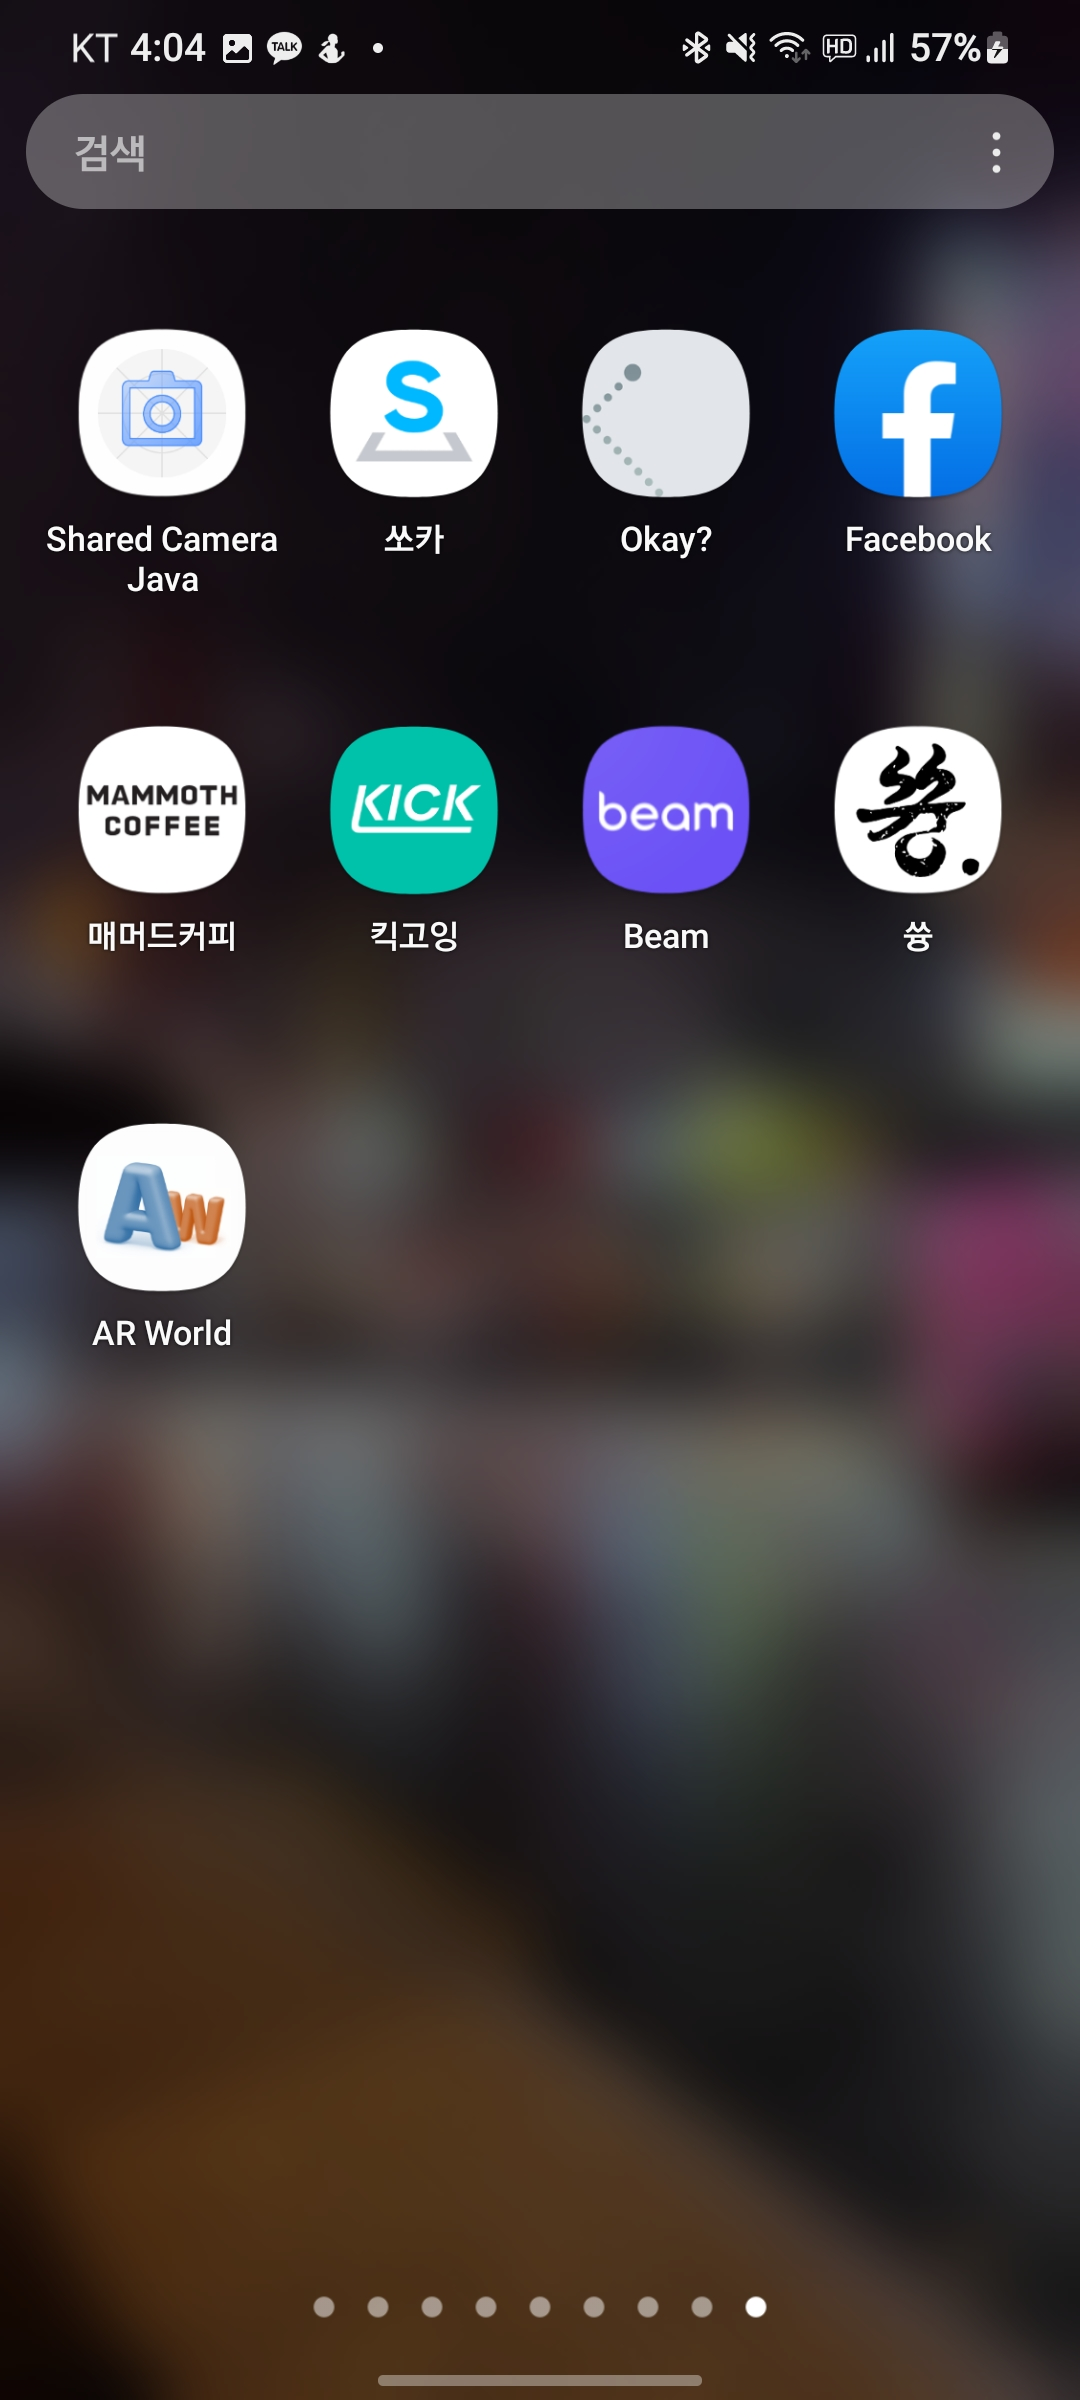 KT 4:04 TALK HD 57%
검색
S
Shared Camera
Java
쏘카
Okay?
f
Facebook
MAMMOTH
COFFEE
매머드커피
KICK
킥고잉
beam
Beam
쓩.
쓩
AW
AR World